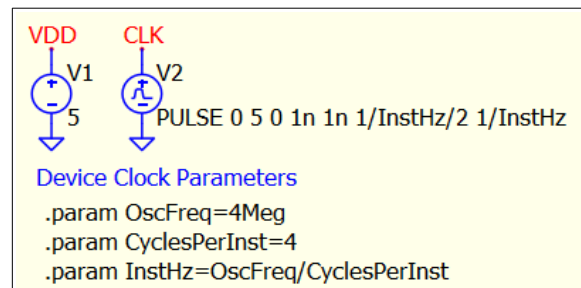 VDD CLK
V1 V2
5 PULSE 0 5 0 1n 1n 1/InstHz/2 1/InstHz
Device Clock Parameters
.param OscFreq=4Meg
.param CyclesPerInst=4
.param InstHz=OscFreq/CyclesPerInst